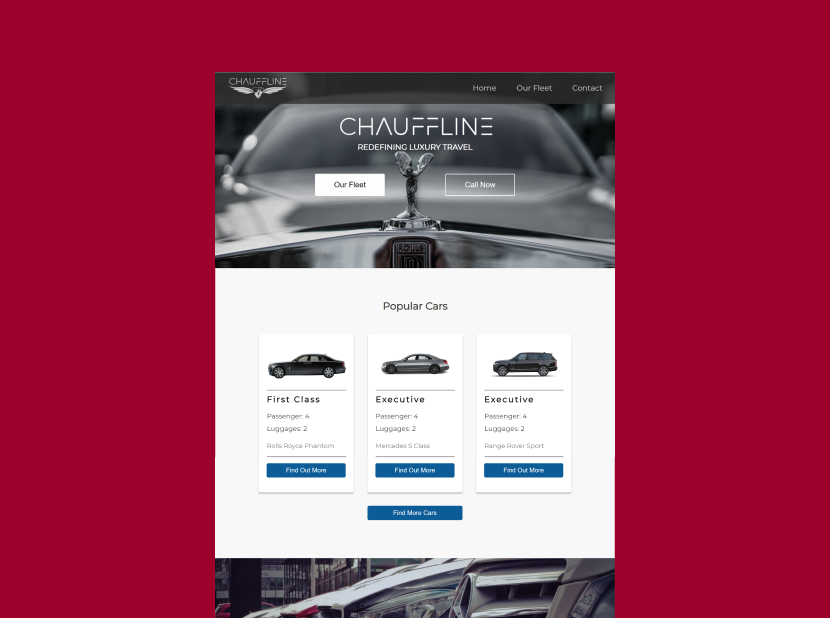 CHAUFFLINE
Home Our Fleet Contact
CHAUFFLINE
REDEFINING LUXURY TRAVEL
Our Fleet Call Now
ROLLS
Popular Cars
First Class
Passenger: 4
Luggages: 2
Rolls Royce Phantom
Find Out More
Executive
Passenger: 4
Luggages: 2
Mercedes S Class
Find Out More
Executive
Passenger: 4
Luggages: 2
Range Rover Sport
Find Out More
Find More Cars